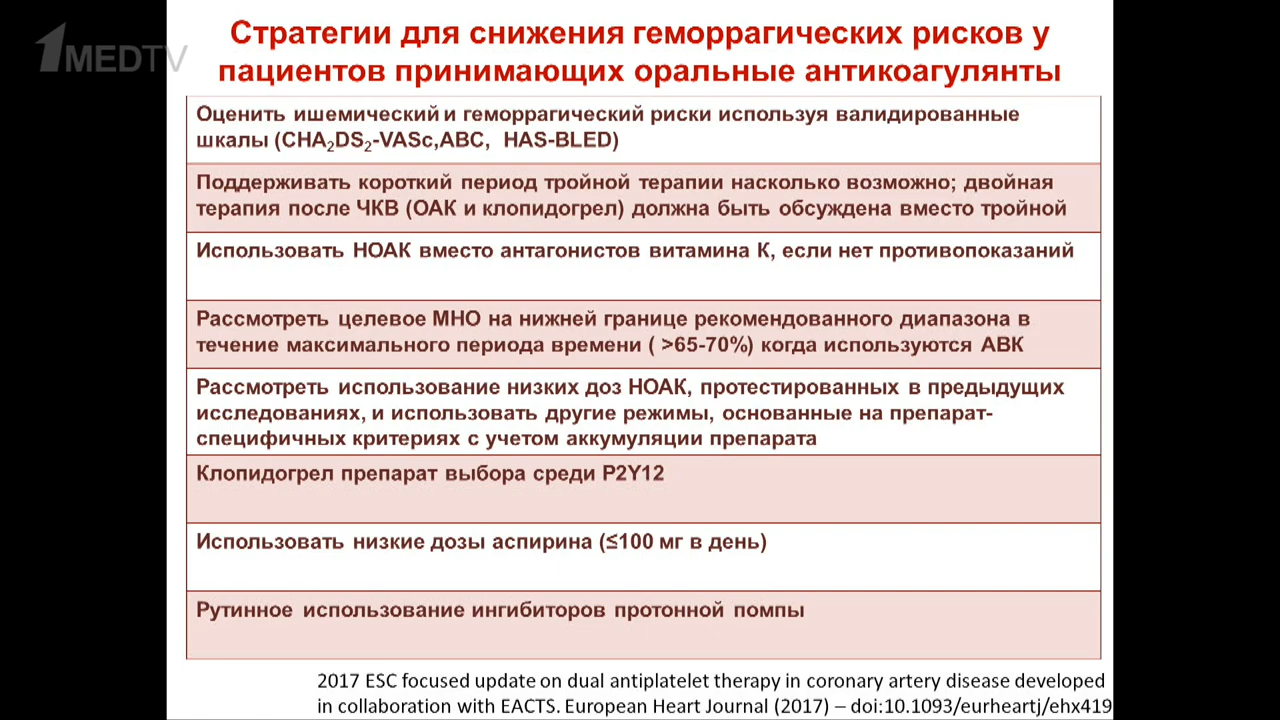 1MEDTV
Стратегии для снижения геморрагических рисков у
пациентов принимающих оральные антикоагулянты
Оценить ишемический и геморрагический риски используя валидированные
шкалы (CHA2DS2-VASc,ABC, HAS-BLED)
Поддерживать короткий период тройной терапии насколько возможно; двойная
терапия после ЧКВ (ОАК и клопидогрел) должна быть обсуждена вместо тройной
Использовать НОАК вместо антагонистов витамина К, если нет противопоказаний
Рассмотреть целевое МНО на нижней границе рекомендованного диапазона в
течение максимального периода времени ( >65-70%) когда используются АВК
Рассмотреть использование низких доз НОАК, протестированных в предыдущих
исследованиях, и использовать другие режимы, основанные на препарат-
специфичных критериях с учетом аккумуляции препарата
Клопидогрел препарат выбора среди P2Y12
Использовать низкие дозы аспирина (≤100 мг в день)
Рутинное использование ингибиторов протонной помпы
2017 ESC focused update on dual antiplatelet therapy in coronary artery disease developed
in collaboration with EACTS. European Heart Journal (2017) – doi:10.1093/eurheartj/ehx419